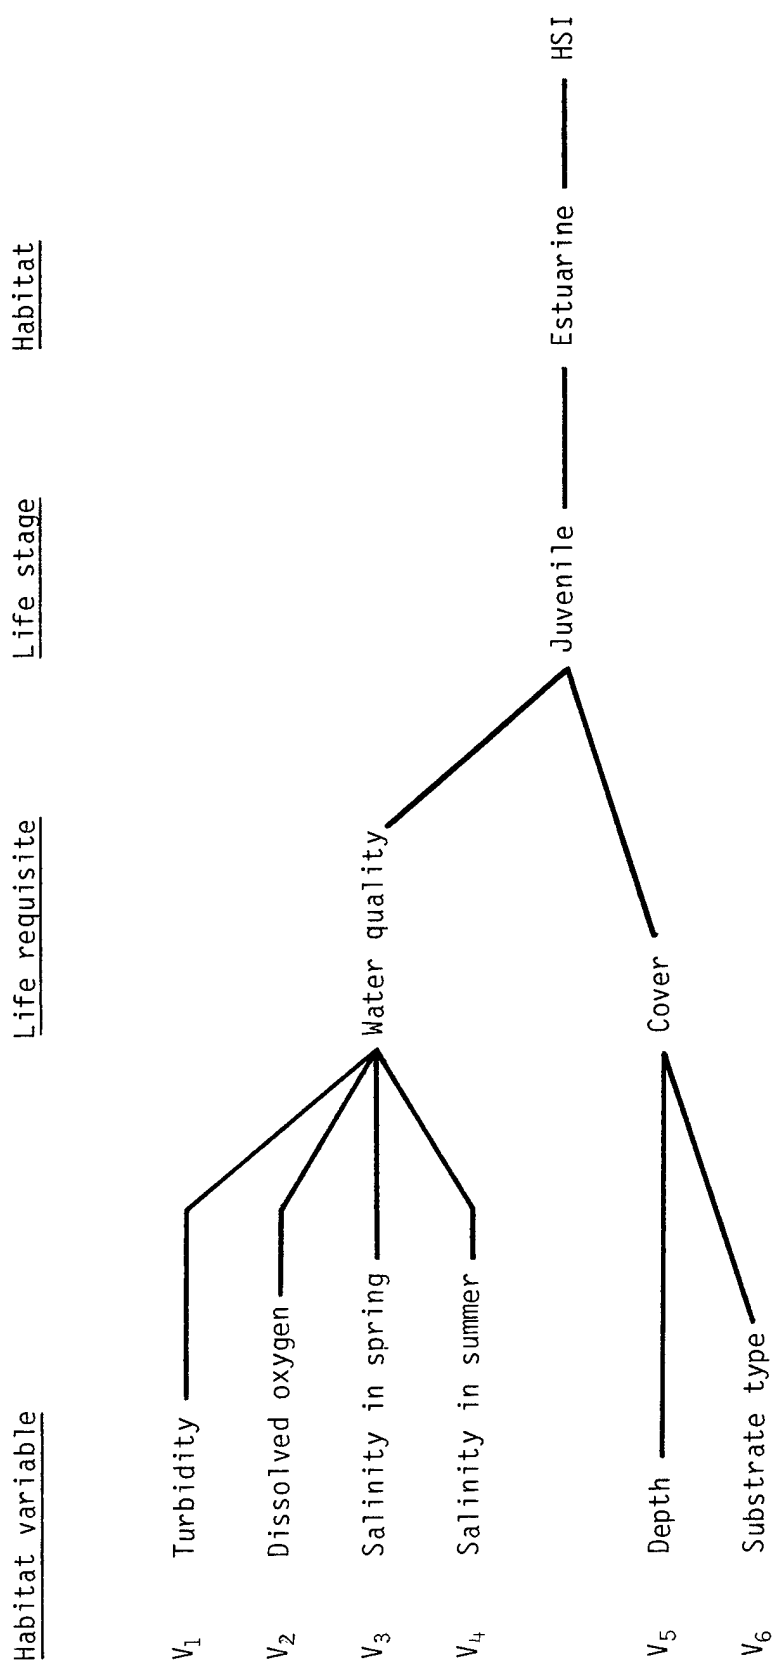 Habitat variable Life requisite Life stage Habitat
V1 Turbidity
V2 Dissolved oxygen
V3 Salinity in spring
Water quality
V4 Salinity in summer
Juvenile Estuarine HSI
V5 Depth
Cover
V6 Substrate type